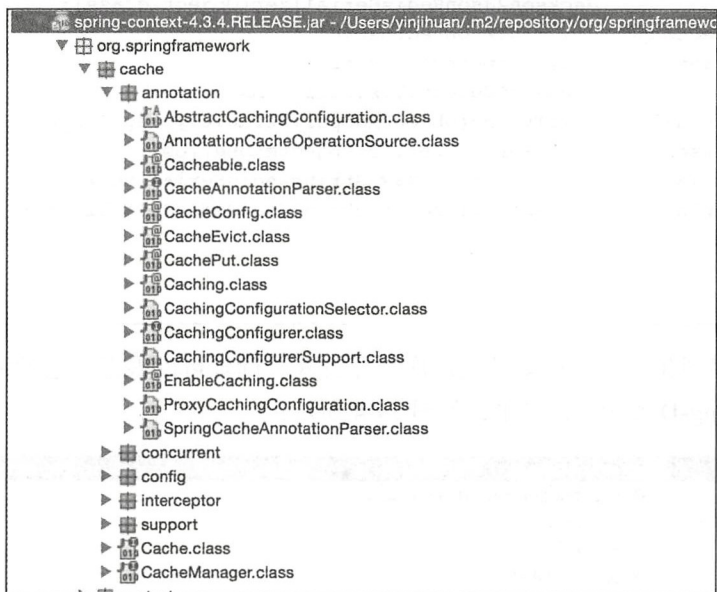 spring-context-4.3.4.RELEASE.jar - /Users/yinjihuan/.m2/repository/org/springframewo
org.springframework
cache
annotation
AbstractCachingConfiguration.class
AnnotationCacheOperationSource.class
Cacheable.class
CacheAnnotationParser.class
CacheConfig.class
CacheEvict.class
CachePut.class
Caching.class
CachingConfigurationSelector.class
CachingConfigurer.class
CachingConfigurerSupport.class
EnableCaching.class
ProxyCachingConfiguration.class
SpringCacheAnnotationParser.class
concurrent
config
interceptor
support
Cache.class
CacheManager.class